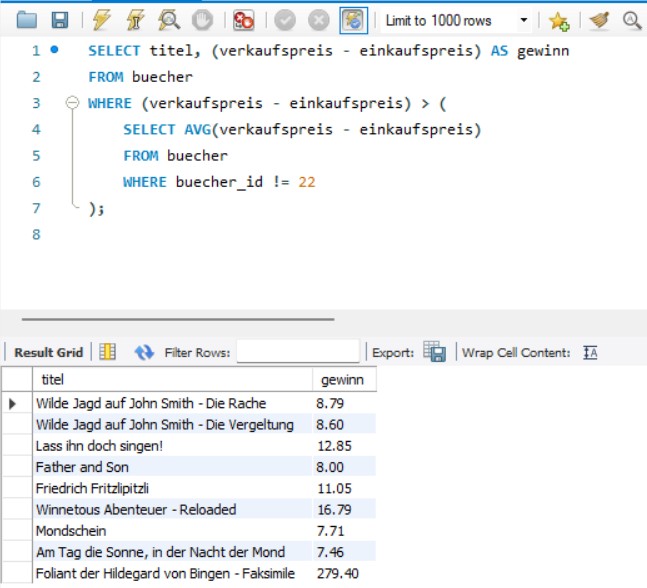 Limit to 1000 rows
1 SELECT titel, (verkaufspreis - einkaufspreis) AS gewinn
2 FROM buecher
3 WHERE (verkaufspreis - einkaufspreis) > (
4 SELECT AVG(verkaufspreis - einkaufspreis)
5 FROM buecher
6 WHERE buecher_id != 22
7 );
8
Result Grid Filter Rows: Export: Wrap Cell Content: IA
titel gewinn
Wilde Jagd auf John Smith - Die Rache 8.79
Wilde Jagd auf John Smith - Die Vergeltung 8.60
Lass ihn doch singen! 12.85
Father and Son 8.00
Friedrich Fritzlipitzli 11.05
Winnetous Abenteuer - Reloaded 16.79
Mondschein 7.71
Am Tag die Sonne, in der Nacht der Mond 7.46
Foliant der Hildegard von Bingen - Faksimile 279.40